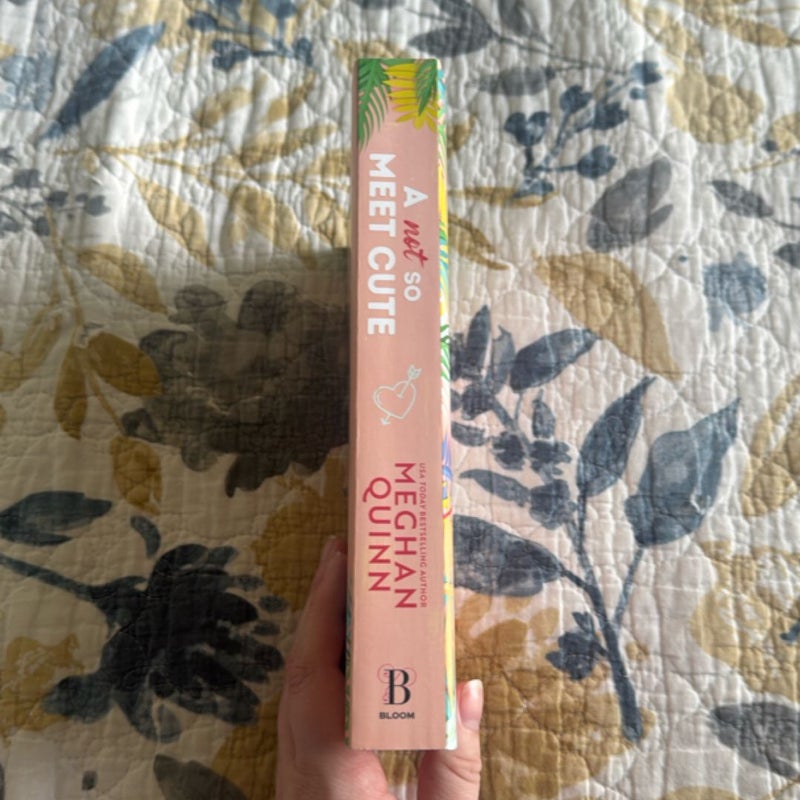 A not SO
MEET CUTE
USA TODAY BESTSELLING AUTHOR
MEGHAN
QUINN
B
BLOOM